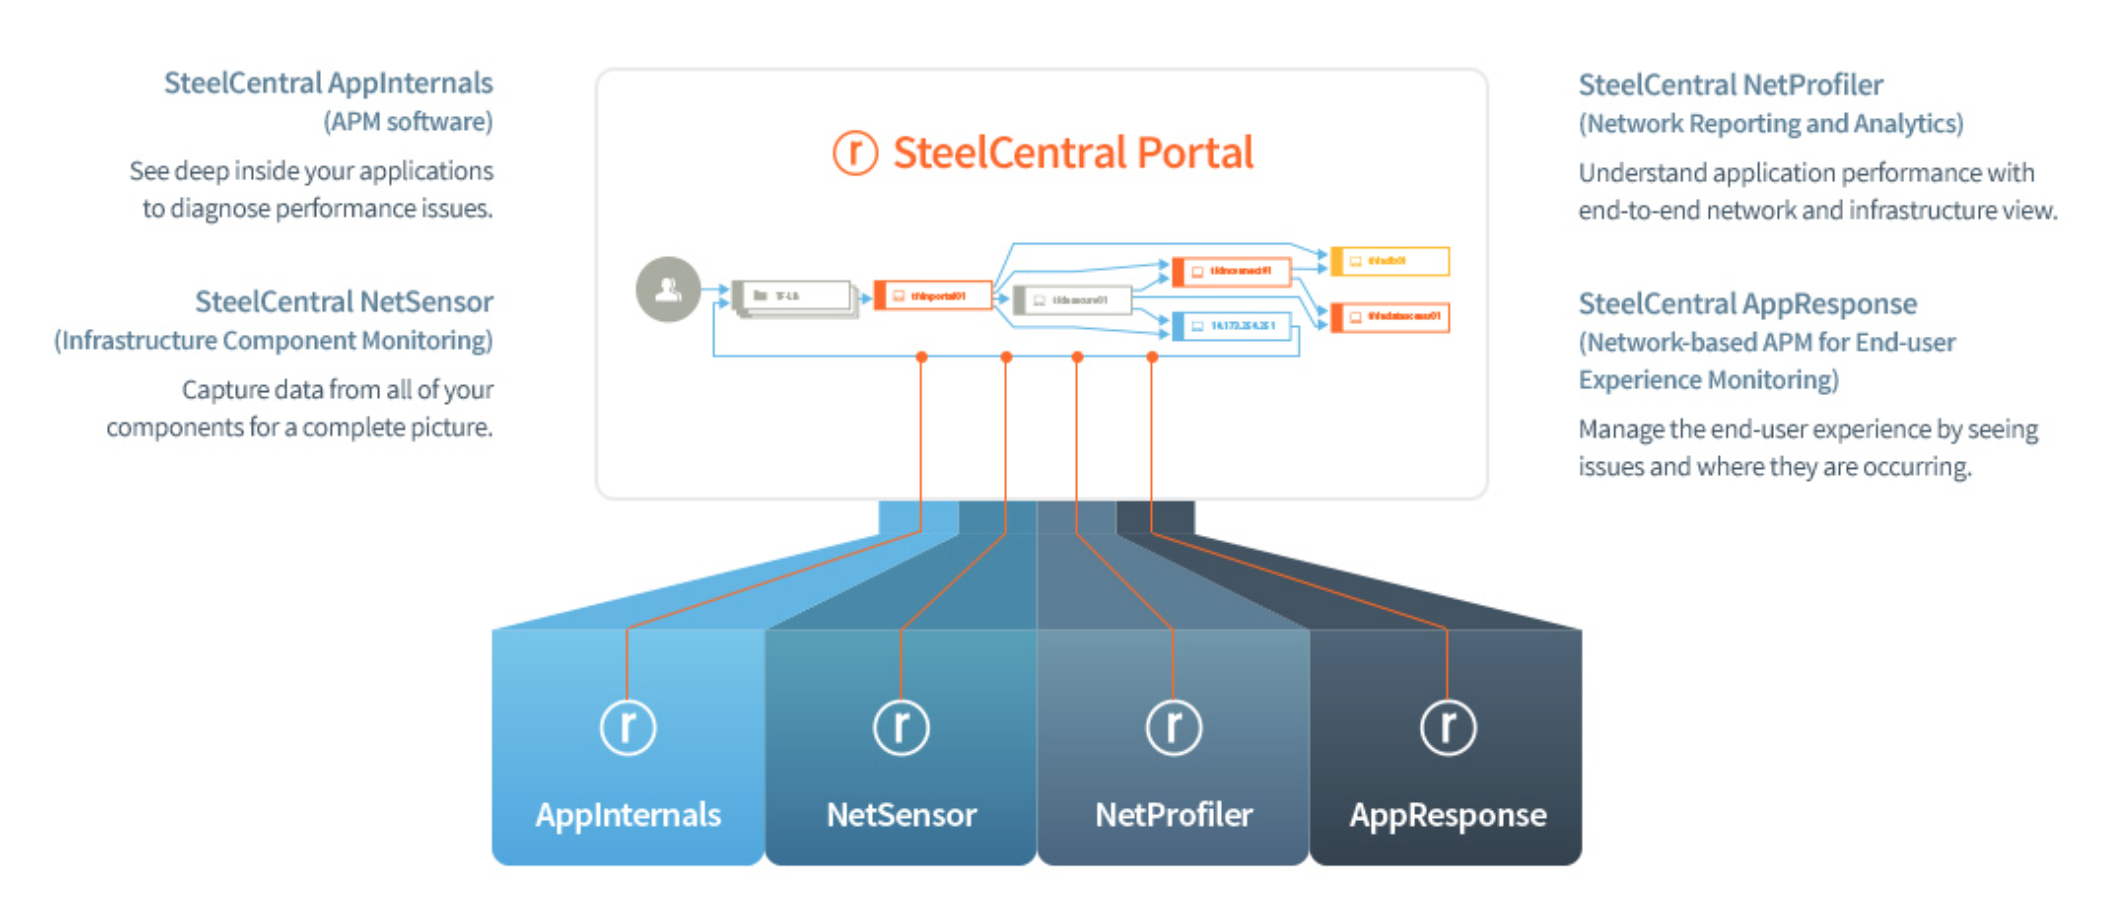 SteelCentral AppInternals
(APM software)
See deep inside your applications
to diagnose performance issues.
SteelCentral NetSensor
(Infrastructure Component Monitoring)
Capture data from all of your
components for a complete picture.
r SteelCentral Portal
TF-LB
SteelCentral NetProfiler
(Network Reporting and Analytics)
Understand application performance with
end-to-end network and infrastructure view.
SteelCentral AppResponse
(Network-based APM for End-user
Experience Monitoring)
Manage the end-user experience by seeing
issues and where they are occurring.
r
AppInternals
r
NetSensor
r
NetProfiler
r
AppResponse